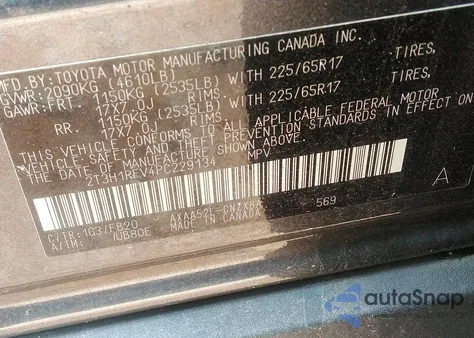 MFD.BY:TOYOTA MOTOR MANUFACTURING CANADA INC.
GVWR:2090KG (4610LB)
GAWR:FRT. 1150KG (2535LB) WITH 225/65R17 TIRES,
17X7.0J RIMS
RR. 1150KG (2535LB) WITH 225/65R17 TIRES,
17X7.0J RIMS
THIS VEHICLE CONFORMS TO ALL APPLICABLE FEDERAL MOTOR
VEHICLE SAFETY AND THEFT PREVENTION STANDARDS IN EFFECT ON
THE DATE OF MANUFACTURE SHOWN ABOVE.
2T3H1RFV4PC229134 MPV
A
C/TR:1G3/FB20 AXAA52L-CNZXBA 569
A/TM: /UB80E MADE IN CANADA
autaSnap